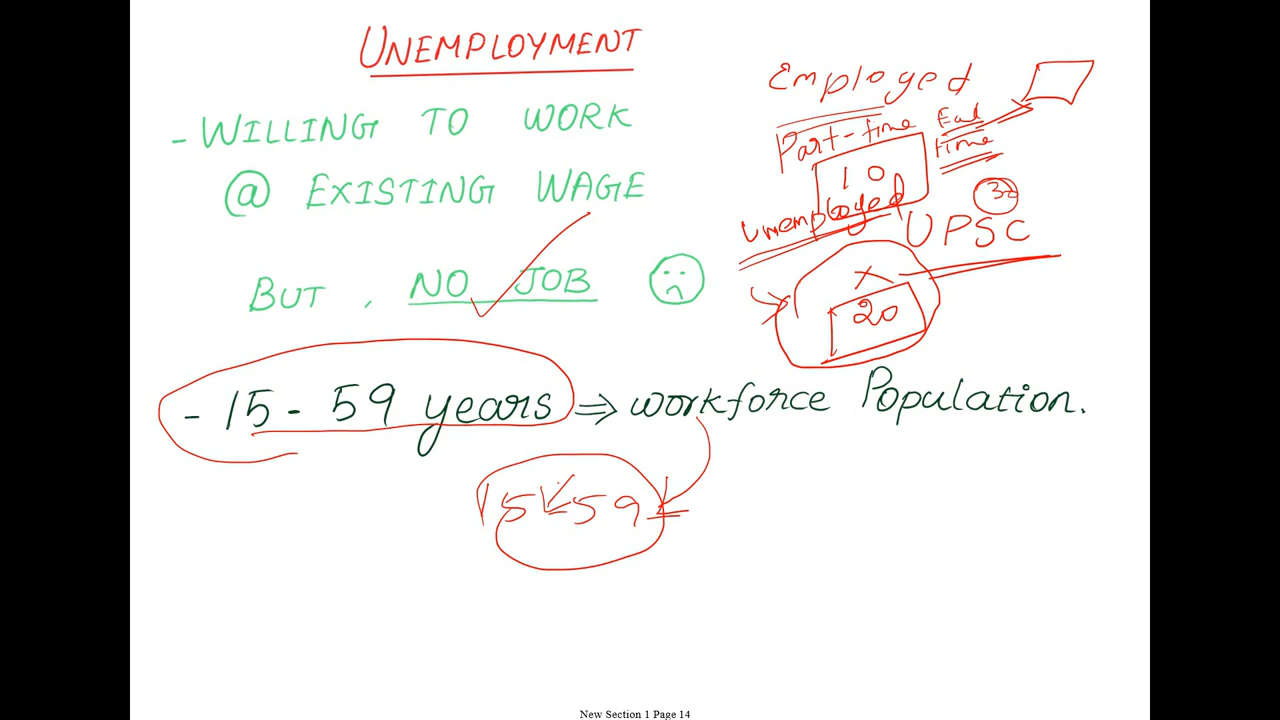 UNEMPLOYMENT
- WILLING TO WORK
@ EXISTING WAGE
BUT, NO JOB
- 15 - 59 years ⇒ workforce Population.
15 59
Employed
Part-time
time
10
Unemployed
30
UPSC
X
20
New Section 1 Page 14